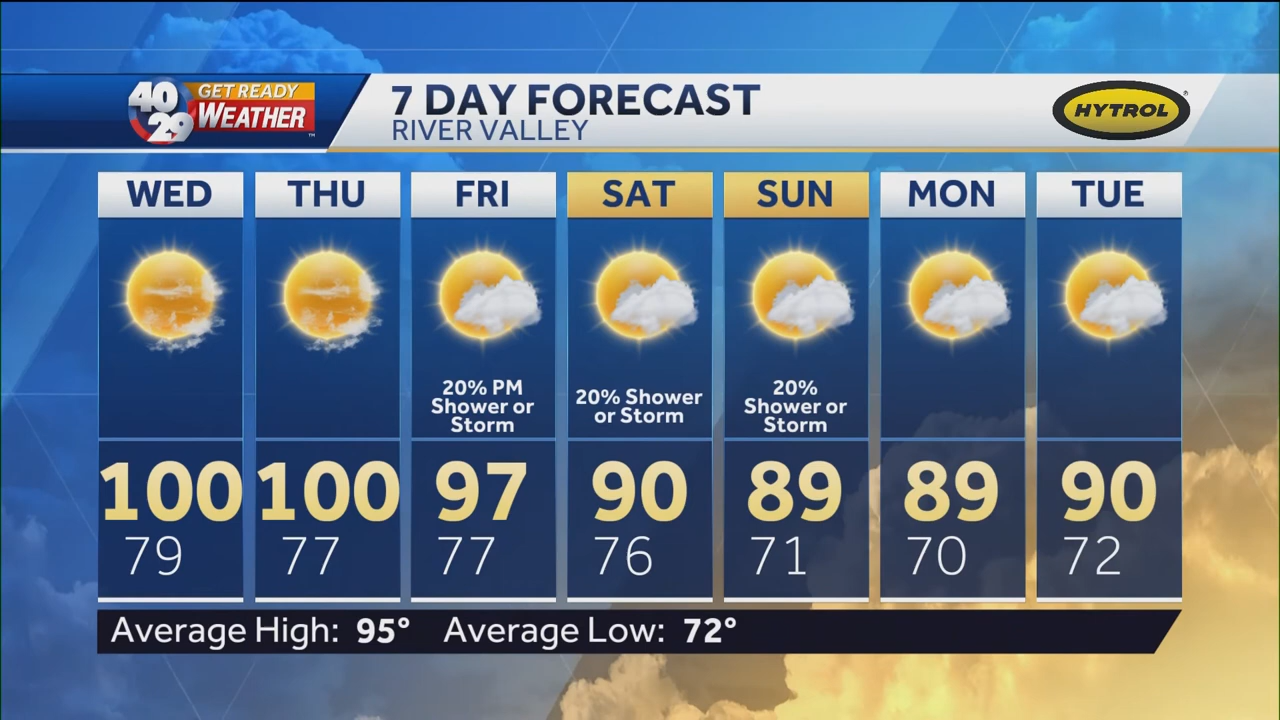 40
29
GET READY
WEATHER™
7 DAY FORECAST
RIVER VALLEY
HYTROL®
WED THU FRI SAT SUN MON TUE
20% PM
Shower or
Storm
20% Shower
or Storm
20%
Shower or
Storm
100 100 97 90 89 89 90
79 77 77 76 71 70 72
Average High: 95° Average Low: 72°